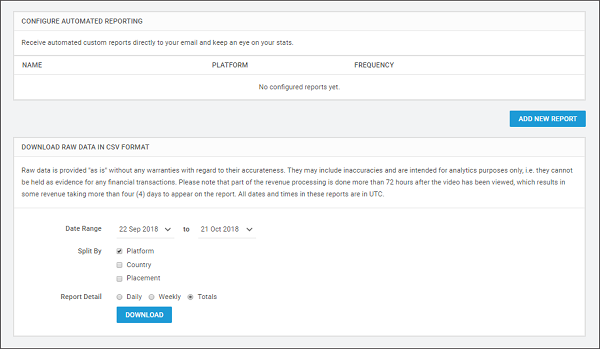 CONFIGURE AUTOMATED REPORTING
Receive automated custom reports directly to your email and keep an eye on your stats.
NAME PLATFORM FREQUENCY
No configured reports yet.
ADD NEW REPORT
DOWNLOAD RAW DATA IN CSV FORMAT
Raw data is provided "as is" without any warranties with regard to their accurateness. They may include inaccuracies and are intended for analytics purposes only, i.e. they cannot
be held as evidence for any financial transactions. Please note that part of the revenue processing is done more than 72 hours after the video has been viewed, which results in
some revenue taking more than four (4) days to appear on the report. All dates and times in these reports are in UTC.
Date Range 22 Sep 2018 to 21 Oct 2018
Split By Platform
Country
Placement
Report Detail Daily Weekly Totals
DOWNLOAD